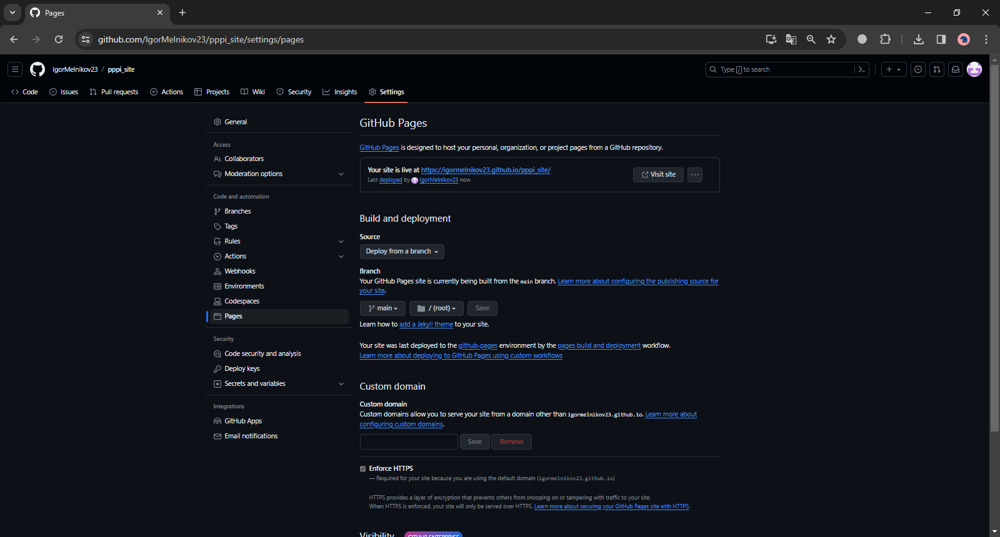 Pages
github.com/IgorMelnikov23/pppi_site/settings/pages
IgorMelnikov23 / pppi_site
Type / to search
Code Issues Pull requests Actions Projects Wiki Security Insights Settings
General
Access
Collaborators
Moderation options
Code and automation
Branches
Tags
Rules
Actions
Webhooks
Environments
Codespaces
Pages
Security
Code security and analysis
Deploy keys
Secrets and variables
Integrations
GitHub Apps
Email notifications
GitHub Pages
GitHub Pages is designed to host your personal, organization, or project pages from a GitHub repository.
Your site is live at https://igormelnikov23.github.io/pppi_site/
Last deployed by IgorMelnikov23 now
Visit site
Build and deployment
Source
Deploy from a branch
Branch
Your GitHub Pages site is currently being built from the main branch. Learn more about configuring the publishing source for
your site.
main / (root) Save
Learn how to add a Jekyll theme to your site.
Your site was last deployed to the github-pages environment by the pages build and deployment workflow.
Learn more about deploying to GitHub Pages using custom workflows
Custom domain
Custom domain
Custom domains allow you to serve your site from a domain other than igormelnikov23.github.io. Learn more about
configuring custom domains.
Save Remove
Enforce HTTPS
— Required for your site because you are using the default domain (igormelnikov23.github.io)
HTTPS provides a layer of encryption that prevents others from snooping on or tampering with traffic to your site.
When HTTPS is enforced, your site will only be served over HTTPS. Learn more about securing your GitHub Pages site with HTTPS.
Visibility GITHUB ENTERPRISE